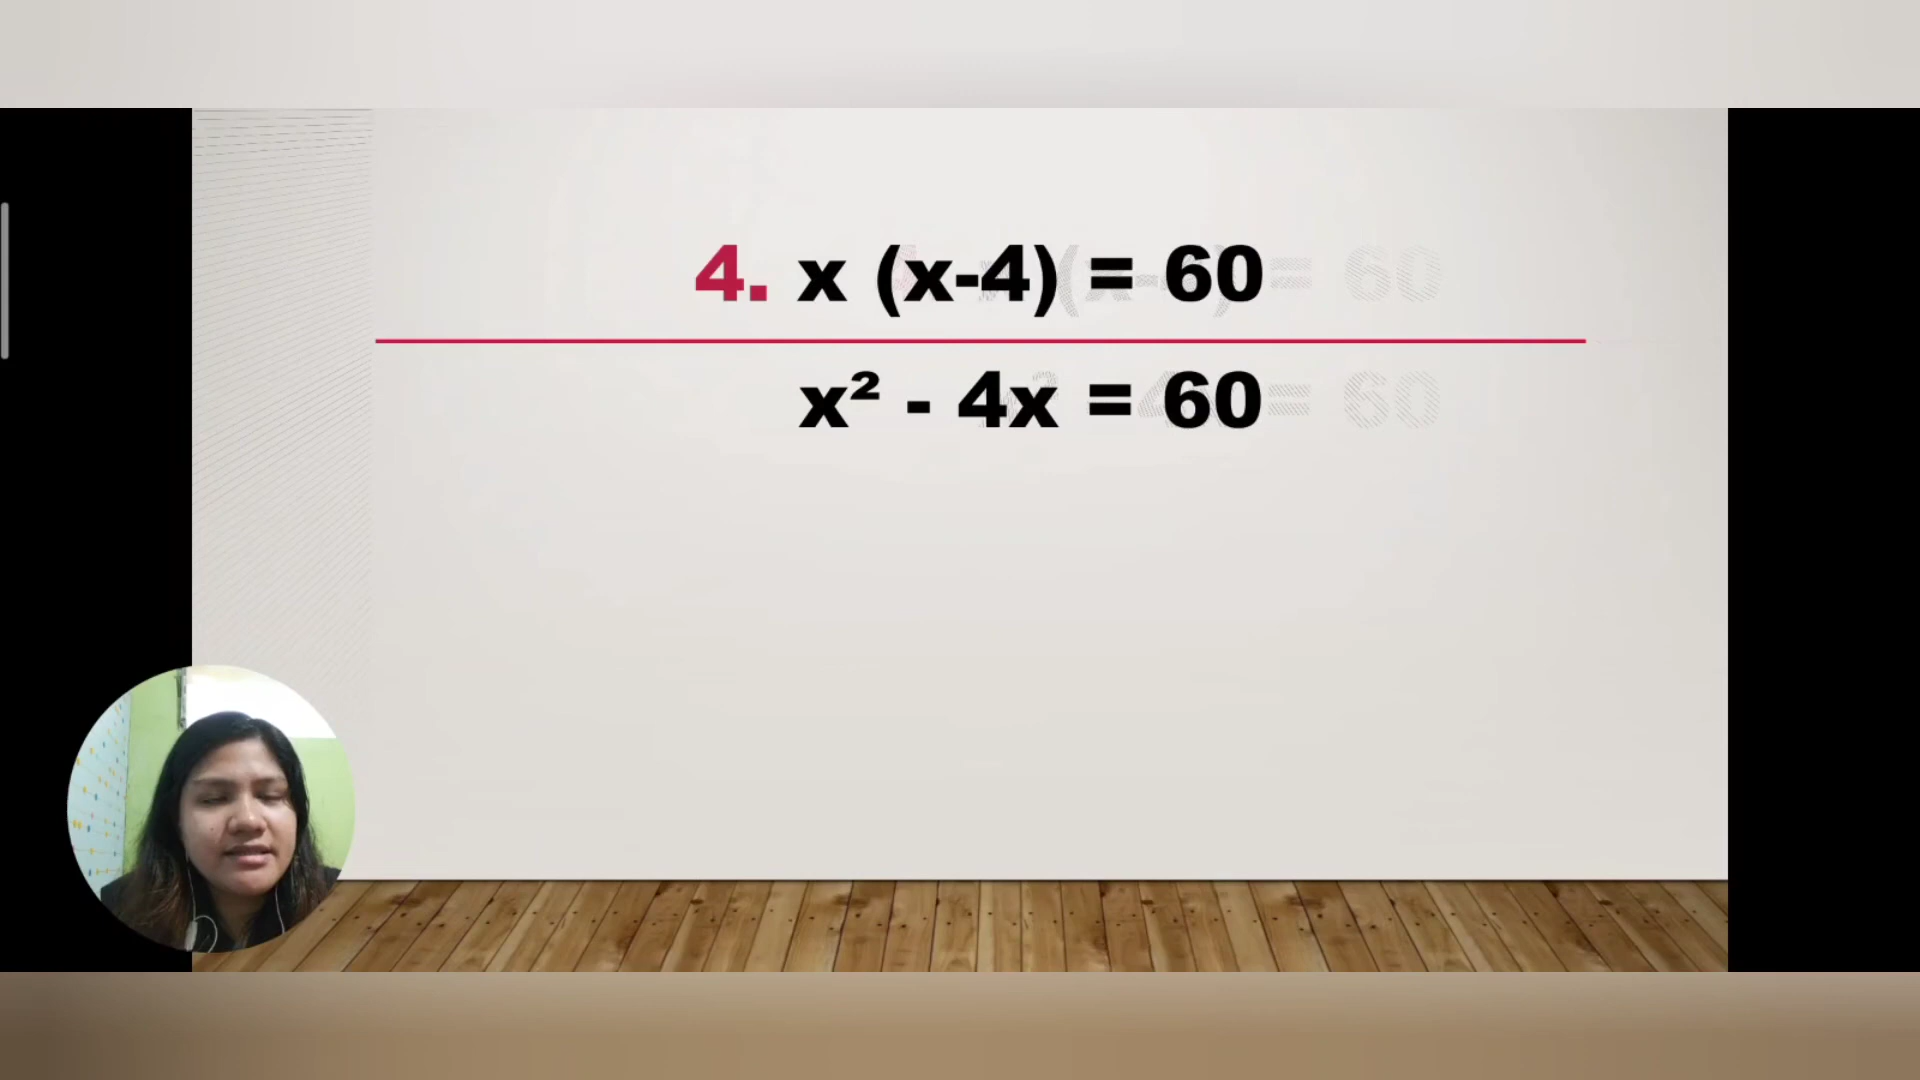 4. x (x-4) = 60
x² - 4x = 60